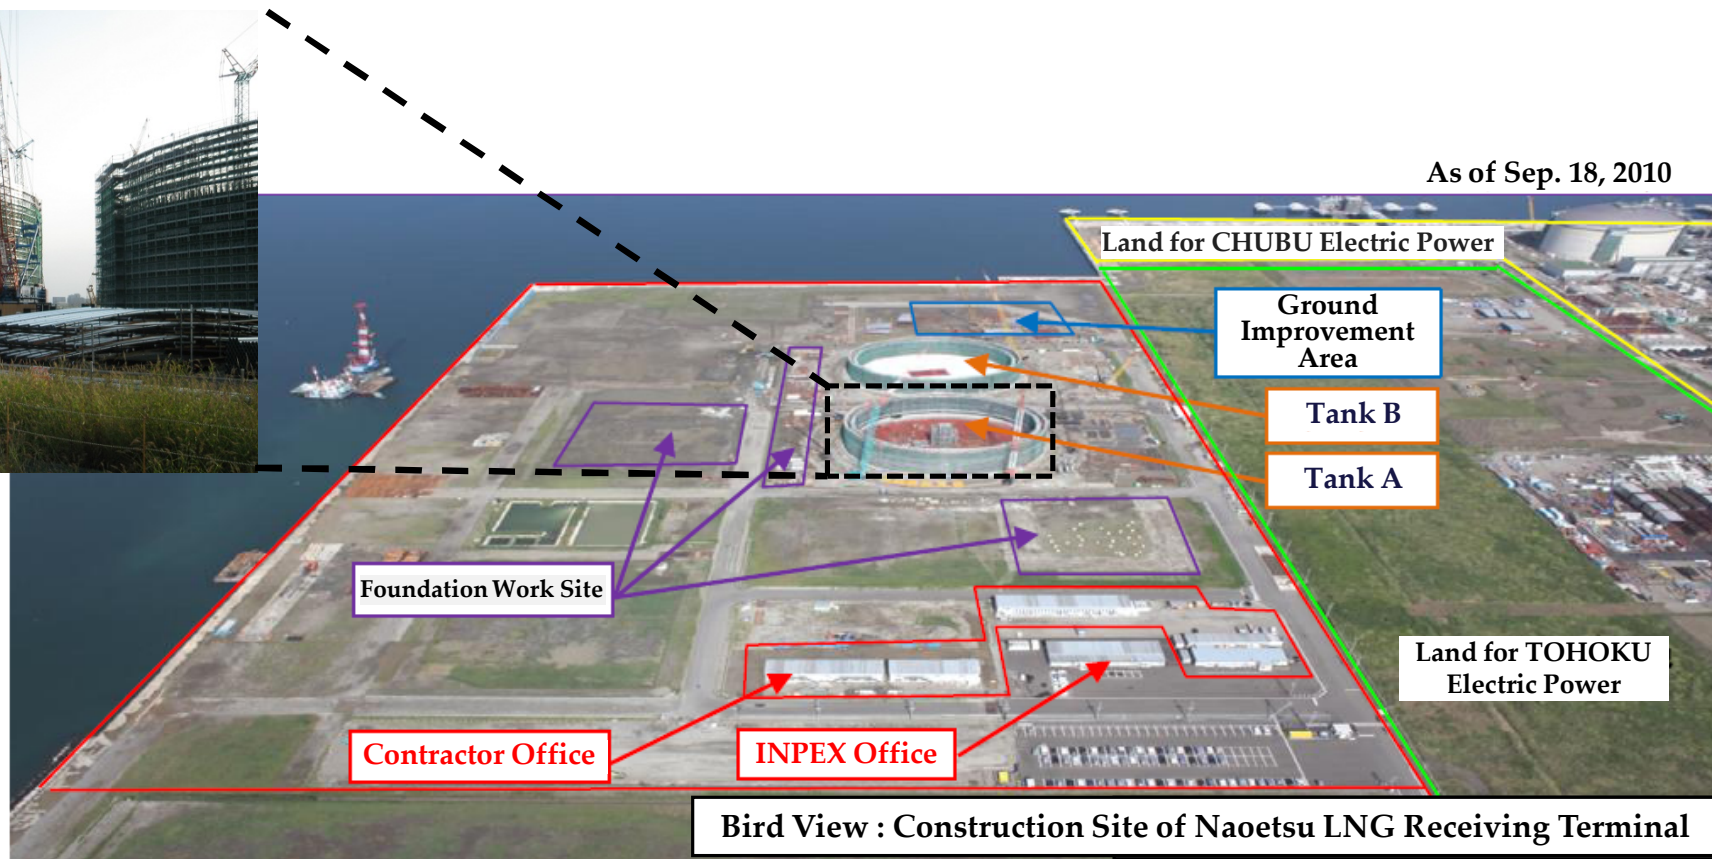 As of Sep. 18, 2010
Land for CHUBU Electric Power
Ground
Improvement
Area
Tank B
Tank A
Foundation Work Site
Land for TOHOKU
Electric Power
Contractor Office
INPEX Office
Bird View : Construction Site of Naoetsu LNG Receiving Terminal